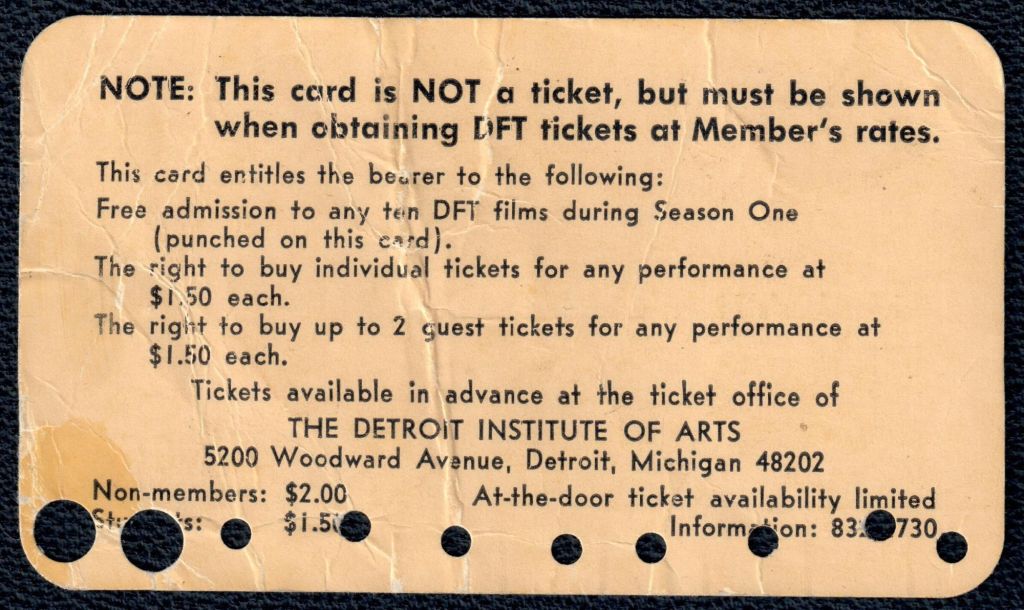 NOTE: This card is NOT a ticket, but must be shown
when obtaining DFT tickets at Member's rates.
This card entitles the bearer to the following:
Free admission to any ten DFT films during Season One
(punched on this card).
The right to buy individual tickets for any performance at
$1.50 each.
The right to buy up to 2 guest tickets for any performance at
$1.50 each.
Tickets available in advance at the ticket office of
THE DETROIT INSTITUTE OF ARTS
5200 Woodward Avenue, Detroit, Michigan 48202
Non-members: $2.00
At-the-door ticket availability limited
$1.50
Information: